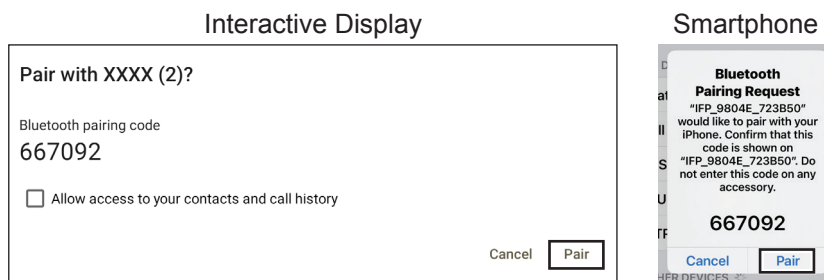 Interactive Display
Pair with XXXX (2)?
Bluetooth pairing code
667092
Allow access to your contacts and call history
Cancel Pair
Smartphone
Bluetooth
Pairing Request
"IFP_9804E_723B50"
would like to pair with your
iPhone. Confirm that this
code is shown on
"IFP_9804E_723B50". Do
not enter this code on any
accessory.
667092
Cancel Pair
HER DEVICES